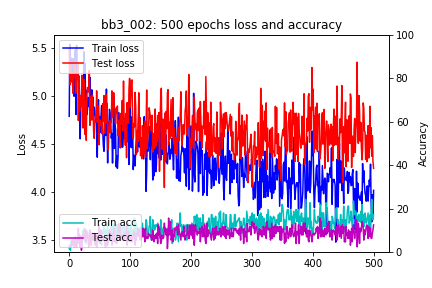 bb3_002: 500 epochs loss and accuracy
Train loss
Test loss
Train acc
Test acc
Loss
5.5
5.0
4.5
4.0
3.5
Accuracy
100
80
60
40
20
0
0
100
200
300
400
500